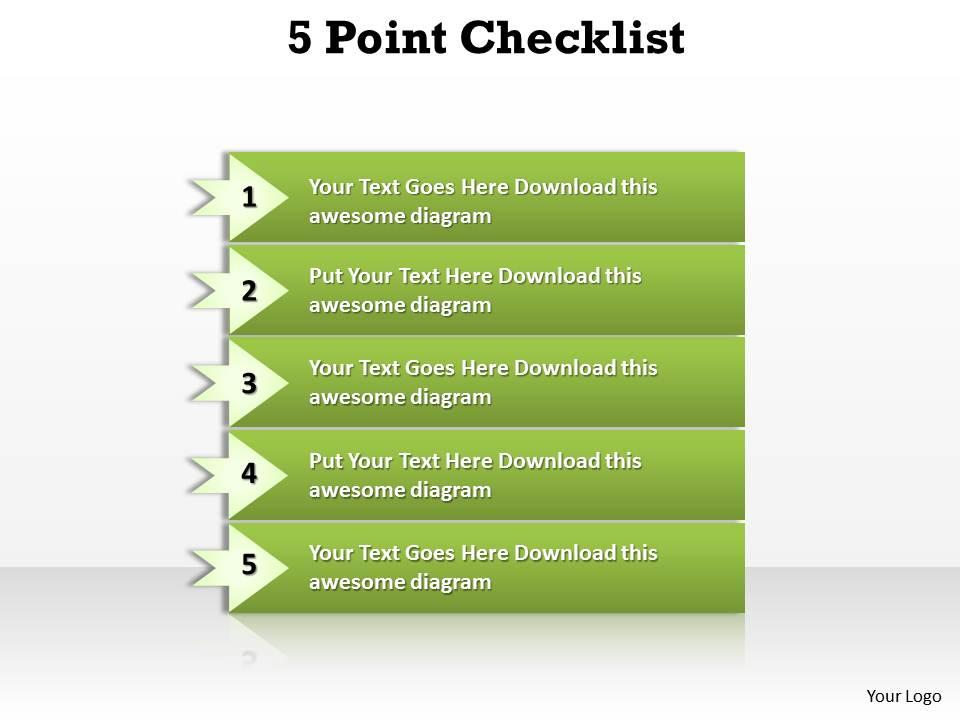 5 Point Checklist
1
Your Text Goes Here Download this
awesome diagram
2
Put Your Text Here Download this
awesome diagram
3
Your Text Goes Here Download this
awesome diagram
4
Put Your Text Here Download this
awesome diagram
5
Your Text Goes Here Download this
awesome diagram
Your Logo